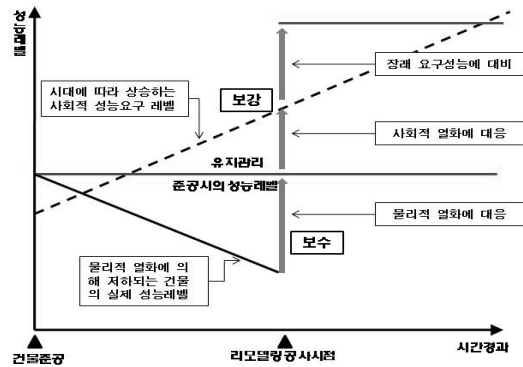 성능레벨
시대에 따라 상승하는
사회적 성능요구 레벨
보강
장래 요구성능에 대비
사회적 열화에 대응
유지관리
준공시의 성능레벨
물리적 열화에 대응
보수
물리적 열화에 의
해 저하되는 건물
의 실제 성능레벨
건물준공
리모델링공사시점
시간경과